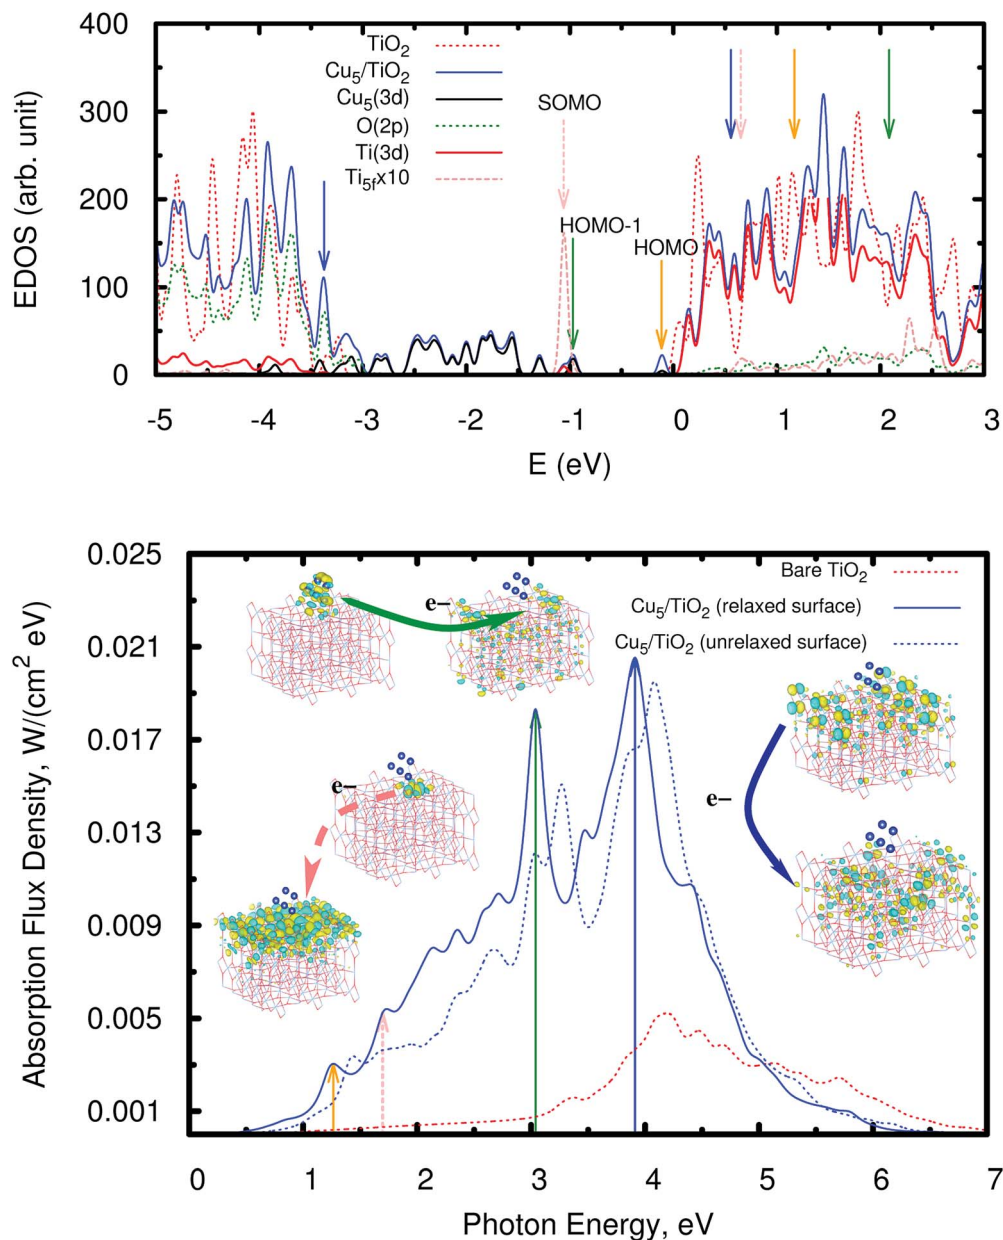 400
300
200
100
0
EDOS (arb. unit)
TiO2
Cu5/TiO2
Cu5(3d)
O(2p)
Ti(3d)
Ti5fx10
SOMO
HOMO-1
HOMO
-5 -4 -3 -2 -1 0 1 2 3
E (eV)
0.025
0.021
0.017
0.013
0.009
0.005
0.001
Absorption Flux Density, W/(cm2 eV)
Bare TiO2
Cu5/TiO2 (relaxed surface)
Cu5/TiO2 (unrelaxed surface)
e−
e−
e−
0 1 2 3 4 5 6 7
Photon Energy, eV